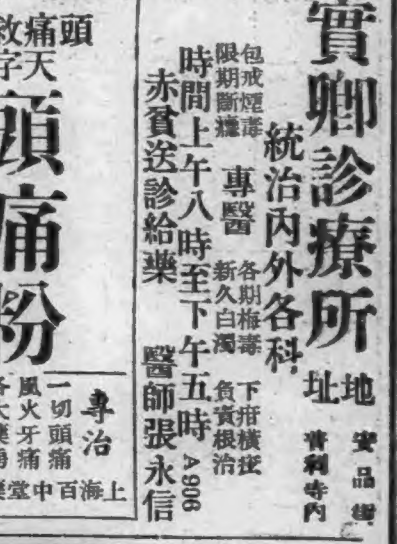 實卿診療所
地址
安品街
普利寺內
統治內外各科
包戒煙毒
限期斷癮
專醫
各期梅毒
新久白濁
下疳橫痃
負責根治
時間上午八時至下午五時 A906
赤貧送診給藥
醫師張永信
頭痛
天字
頭痛粉
專治
一切頭痛
風火牙痛
上海百中堂